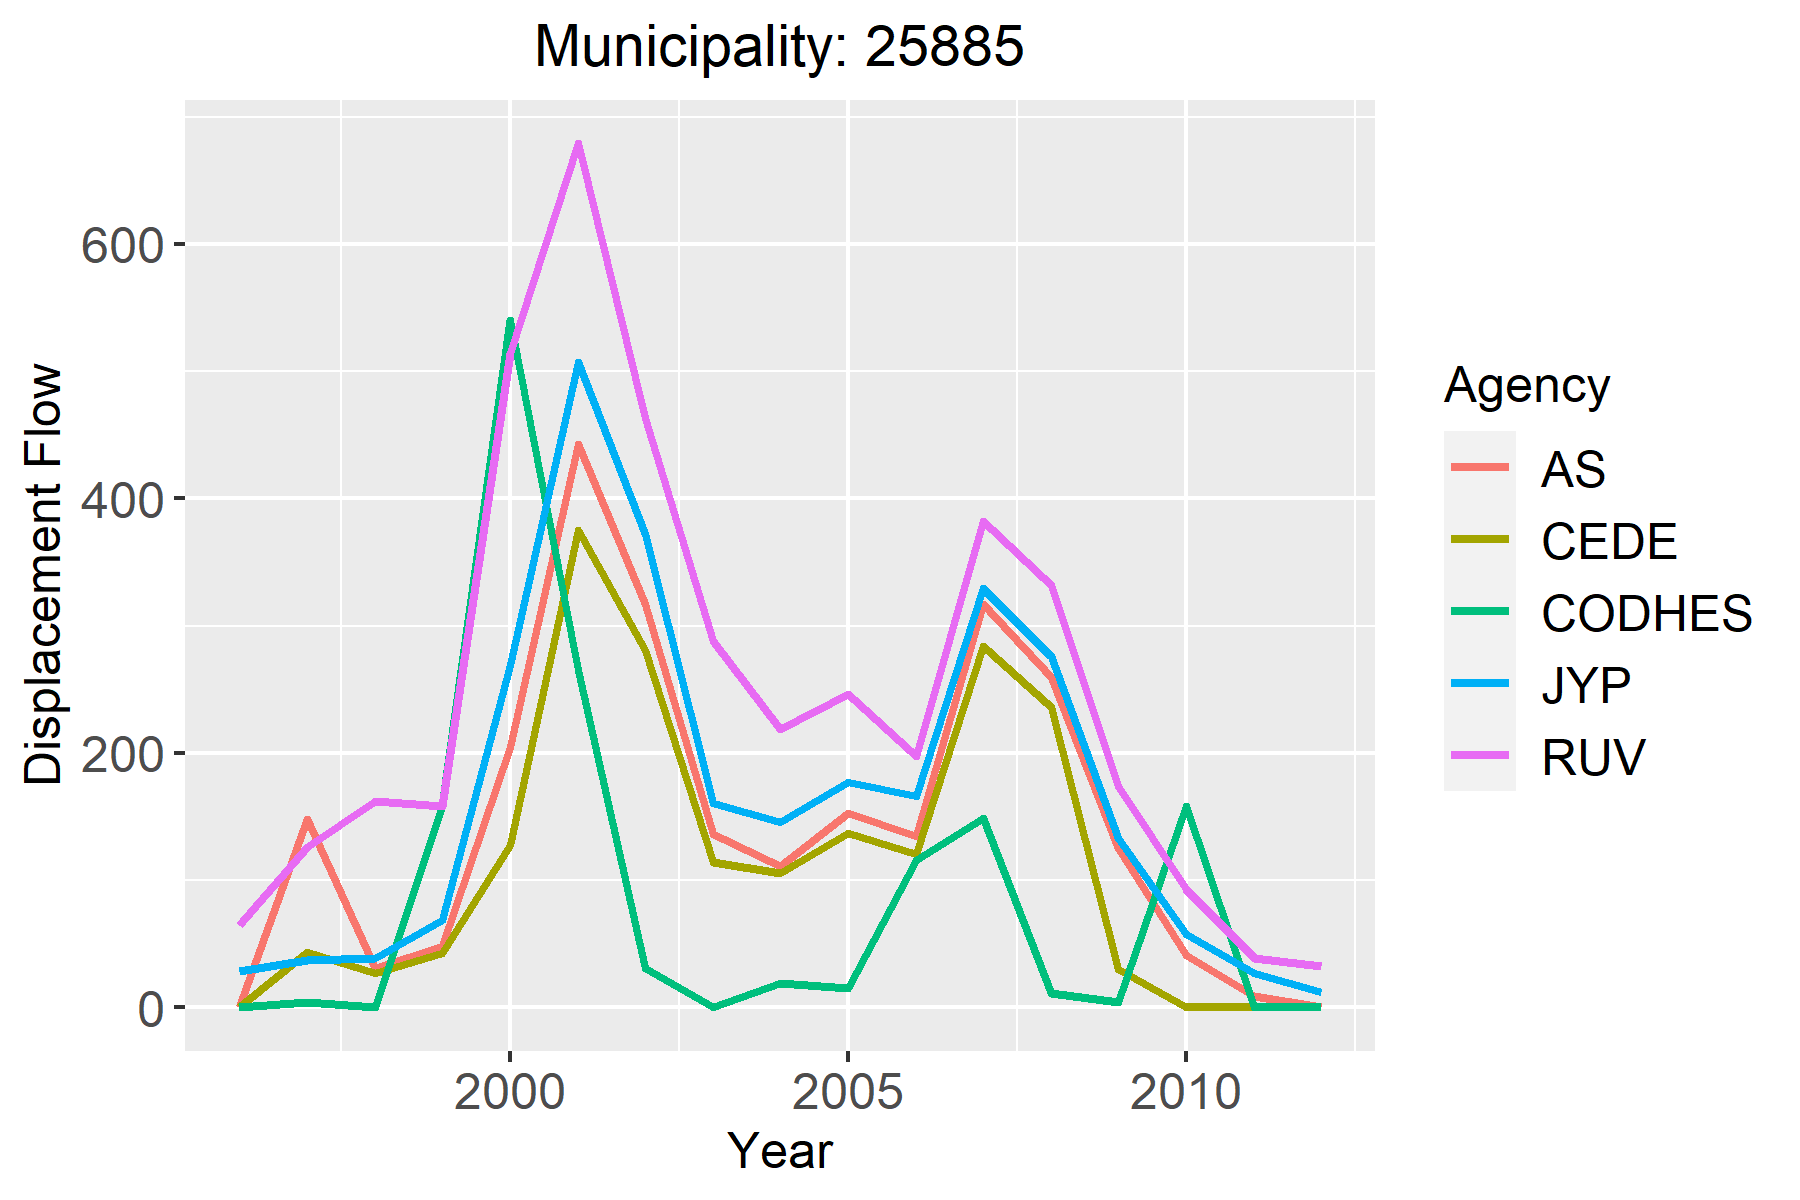 Municipality: 25885
Displacement Flow
600
400
200
0
2000
2005
2010
Year
Agency
AS
CEDE
CODHES
JYP
RUV